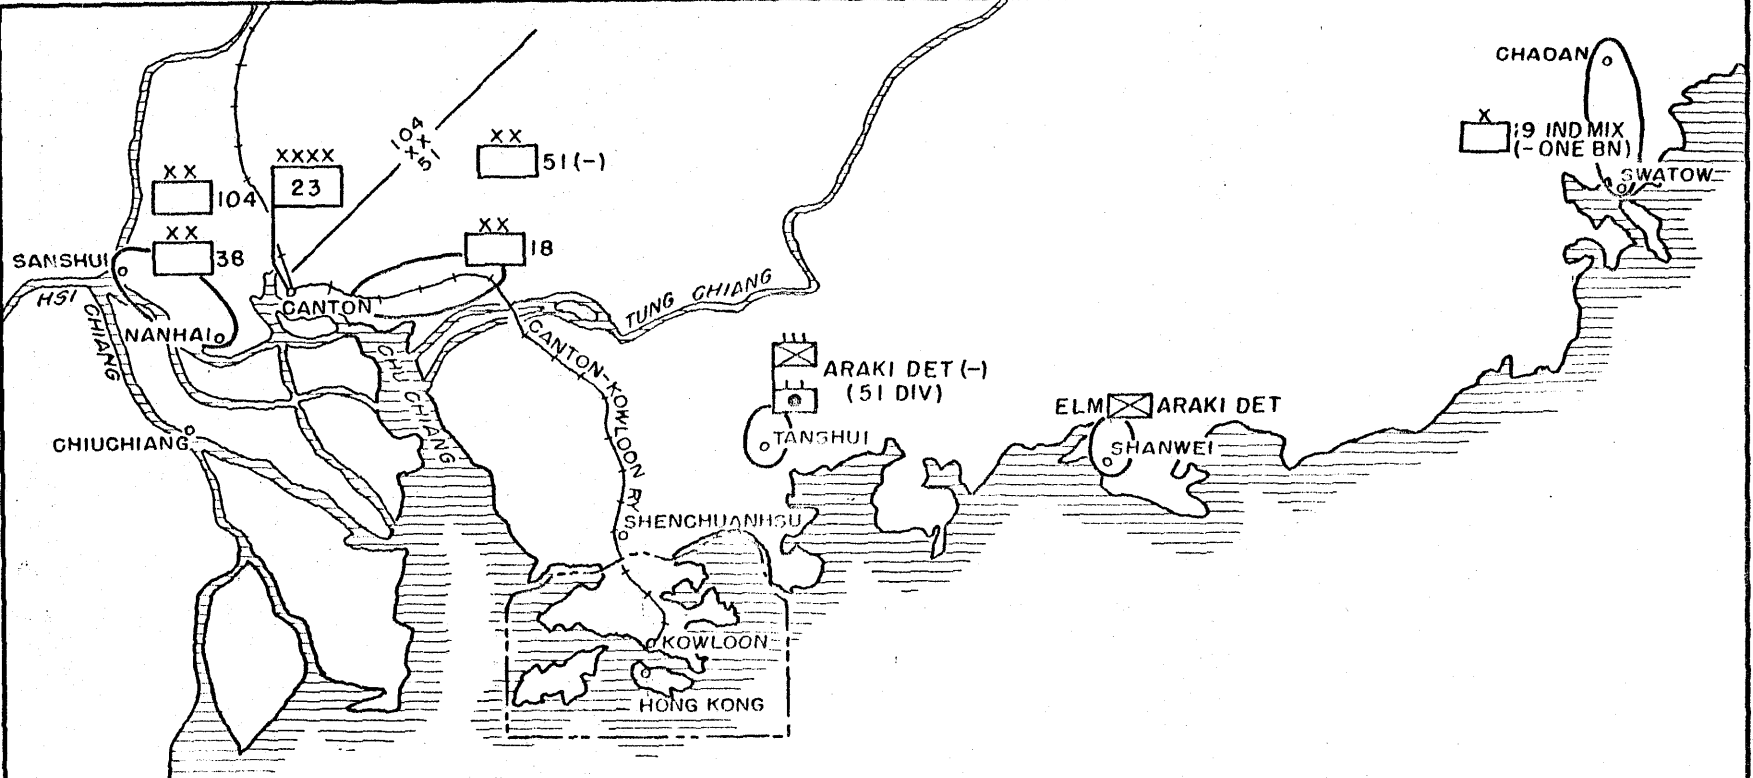 CHAOAN
X
19 IND MIX
(-ONE BN)
SWATOW
104
XX
51
XX
51(-)
XXXX
23
XX
104
XX
38
XX
18
SANSHUI
HSI
CHIANG
CANTON
NANHAI
TUNG CHIANG
CHU CHIANG
CANTON-KOWLOON RY
ARAKI DET (-)
(51 DIV)
ELM
ARAKI DET
CHIUCHIANG
TANSHUI
SHANWEI
SHENCHUANHSU
KOWLOON
HONG KONG